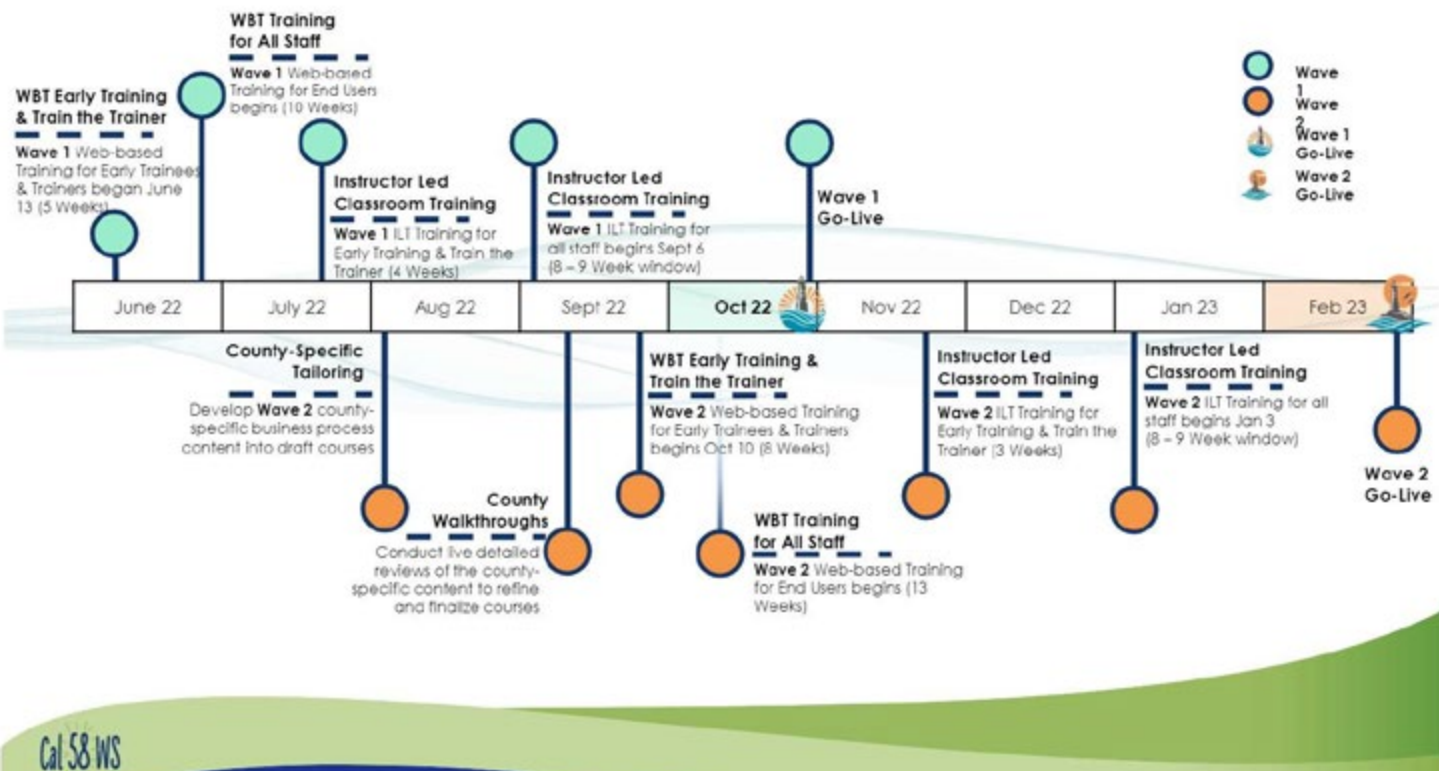 WBT Training
for All Staff
Wave 1 Web-based
Training for End Users
begins (10 Weeks)
WBT Early Training
& Train the Trainer
Wave 1 Web-based
Training for Early Trainees
& Trainers began June
13 (5 Weeks)
Instructor Led
Classroom Training
Wave 1 ILT Training for
Early Training & Train the
Trainer (4 Weeks)
Instructor Led
Classroom Training
Wave 1 ILT Training for
all staff begins Sept 6
(8 – 9 Week window)
Wave 1
Go-Live
Wave
1
Wave
2
Wave 1
Go-Live
Wave 2
Go-Live
June 22
July 22
Aug 22
Sept 22
Oct 22
Nov 22
Dec 22
Jan 23
Feb 23
County-Specific
Tailoring
Develop Wave 2 county-
specific business process
content into draft courses
County
Walkthroughs
Conduct live detailed
reviews of the county-
specific content to refine
and finalize courses
WBT Early Training &
Train the Trainer
Wave 2 Web-based Training
for Early Trainees & Trainers
begins Oct 10 (8 Weeks)
WBT Training
for All Staff
Wave 2 Web-based Training
for End Users begins (13
Weeks)
Instructor Led
Classroom Training
Wave 2 ILT Training for
Early Training & Train the
Trainer (3 Weeks)
Instructor Led
Classroom Training
Wave 2 ILT Training for all
staff begins Jan 3
(8 – 9 Week window)
Wave 2
Go-Live
Cal 58 WS